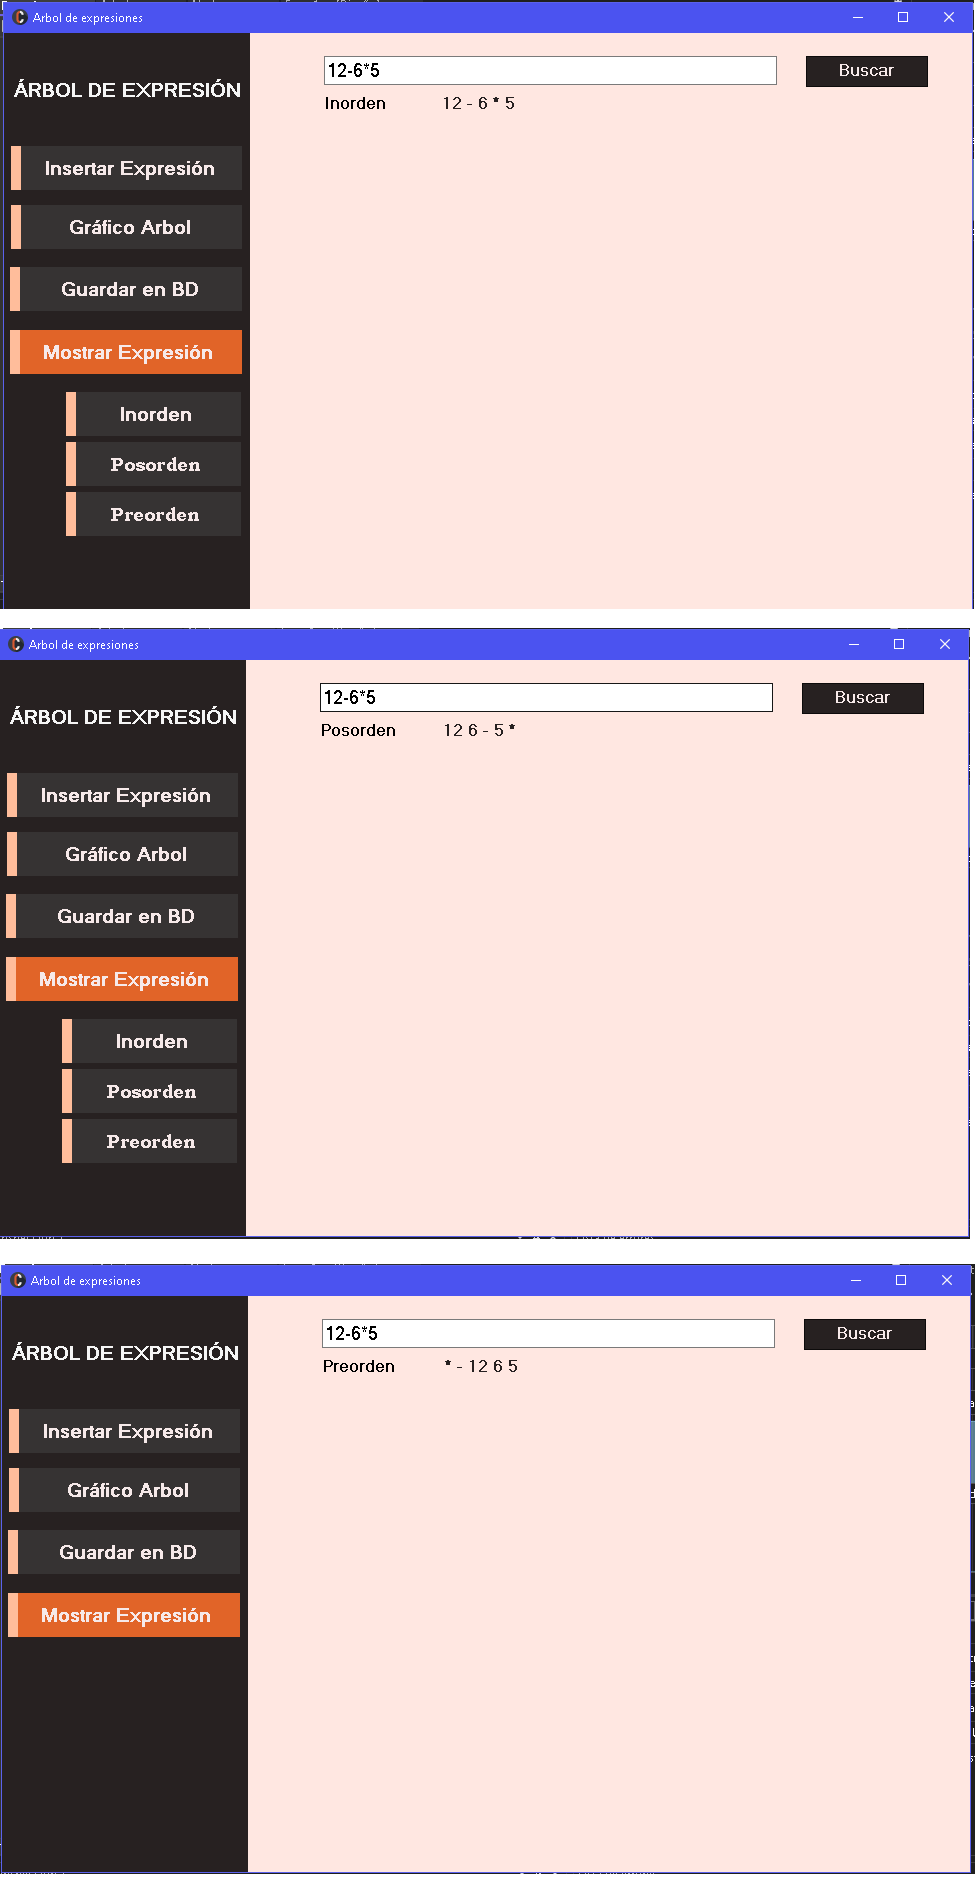 Arbol de expresiones
ÁRBOL DE EXPRESIÓN
Insertar Expresión
Gráfico Arbol
Guardar en BD
Mostrar Expresión
Inorden
Posorden
Preorden
12-6*5
Buscar
Inorden 12 - 6 * 5
Arbol de expresiones
ÁRBOL DE EXPRESIÓN
Insertar Expresión
Gráfico Arbol
Guardar en BD
Mostrar Expresión
Inorden
Posorden
Preorden
12-6*5
Buscar
Posorden 12 6 - 5 *
Arbol de expresiones
ÁRBOL DE EXPRESIÓN
Insertar Expresión
Gráfico Arbol
Guardar en BD
Mostrar Expresión
12-6*5
Buscar
Preorden * - 12 6 5